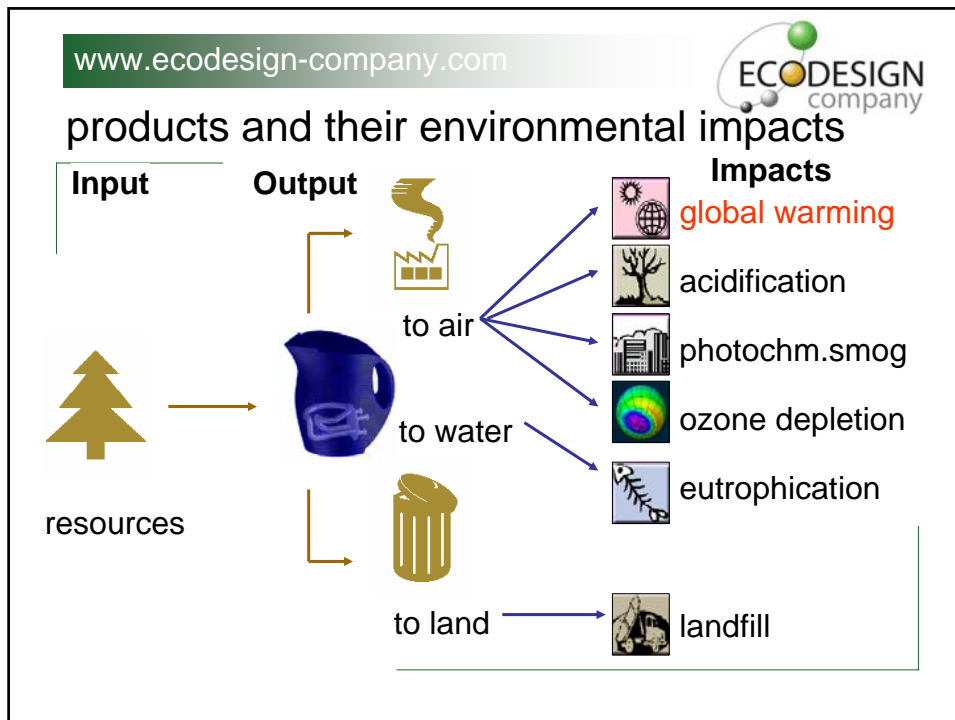 www.ecodesign-company.com
ECODESIGN
company
products and their environmental impacts
Input
Output
Impacts
global warming
acidification
to air
photochm.smog
ozone depletion
to water
eutrophication
resources
to land
landfill